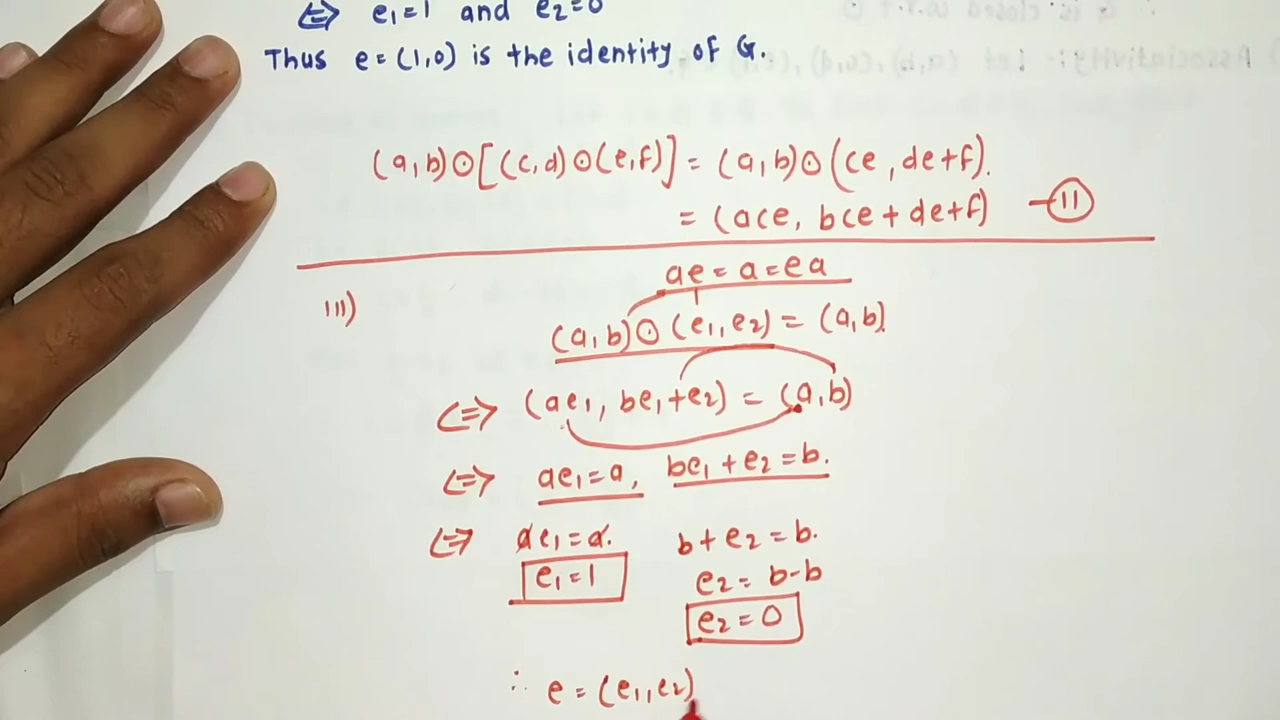 ⇔ e₁=1 and e₂=0
Thus e=(1,0) is the identity of G.
(a,b)⊙[(c,d)⊙(e,f)] = (a,b)⊙(ce, de+f).
= (ace, bce+de+f) —⑪
ae = a = ea
III)
(a,b)⊙(e₁,e₂) = (a,b)
⇔ (ae₁, be₁+e₂) = (a,b)
⇔ ae₁=a, be₁+e₂=b.
⇔ ae₁=a. b+e₂=b.
e₁=1 e₂=b-b
e₂=0
∴ e=(e₁,e₂)